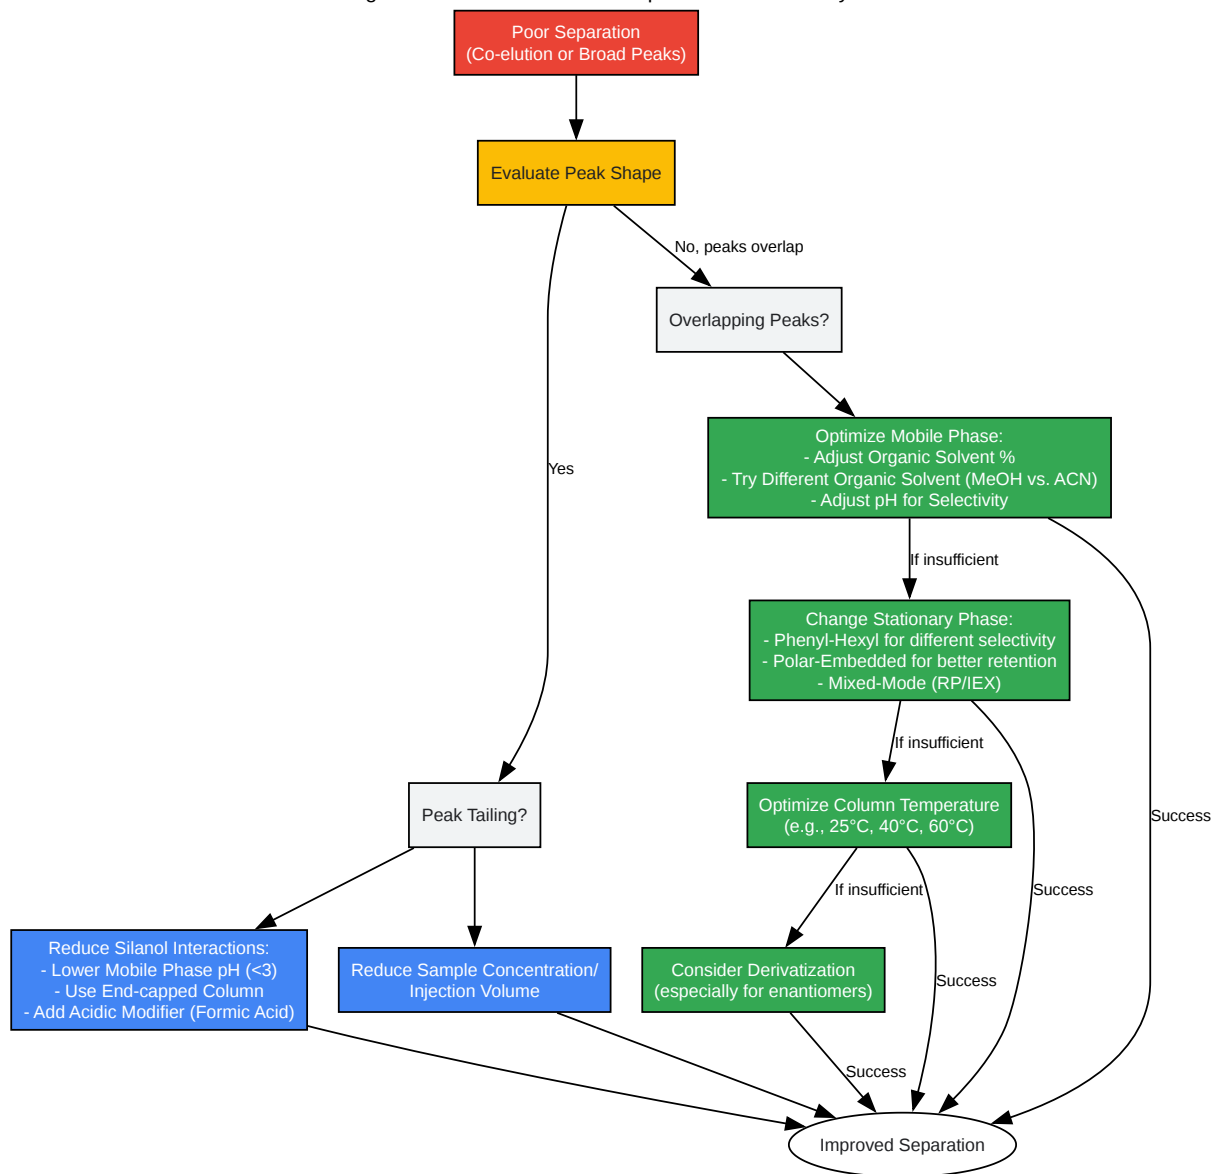 Poor Separation
(Co-elution or Broad Peaks)
Evaluate Peak Shape
No, peaks overlap
Overlapping Peaks?
Yes
Optimize Mobile Phase:
- Adjust Organic Solvent %
- Try Different Organic Solvent (MeOH vs. ACN)
- Adjust pH for Selectivity
If insufficient
Change Stationary Phase:
- Phenyl-Hexyl for different selectivity
- Polar-Embedded for better retention
- Mixed-Mode (RP/IEX)
If insufficient
Peak Tailing?
Optimize Column Temperature
(e.g., 25°C, 40°C, 60°C)
Success
If insufficient
Success
Reduce Silanol Interactions:
- Lower Mobile Phase pH (<3)
- Use End-capped Column
- Add Acidic Modifier (Formic Acid)
Reduce Sample Concentration/
Injection Volume
Consider Derivatization
(especially for enantiomers)
Success
Success
Improved Separation